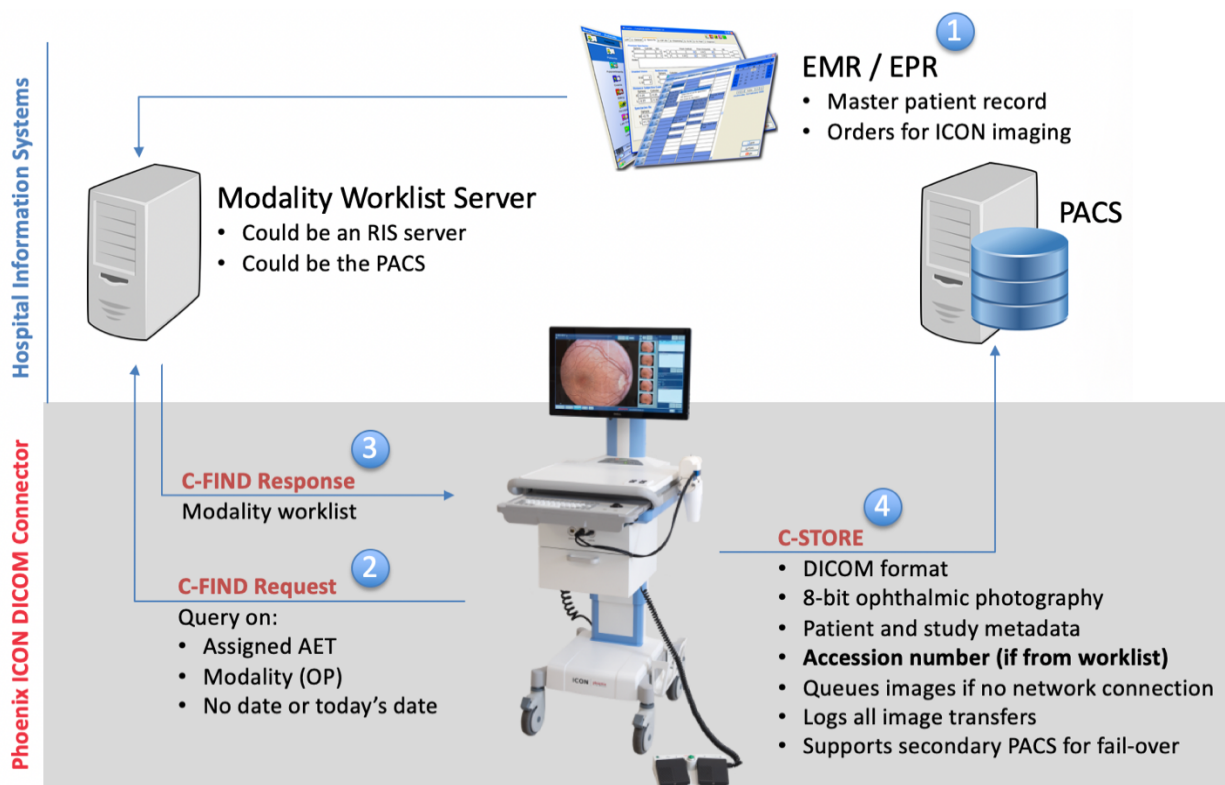 Hospital Information Systems
1
EMR / EPR
• Master patient record
• Orders for ICON imaging
Modality Worklist Server
• Could be an RIS server
• Could be the PACS
PACS
Phoenix ICON DICOM Connector
3
C-FIND Response
Modality worklist
2
C-FIND Request
Query on:
• Assigned AET
• Modality (OP)
• No date or today's date
4
C-STORE
• DICOM format
• 8-bit ophthalmic photography
• Patient and study metadata
• Accession number (if from worklist)
• Queues images if no network connection
• Logs all image transfers
• Supports secondary PACS for fail-over